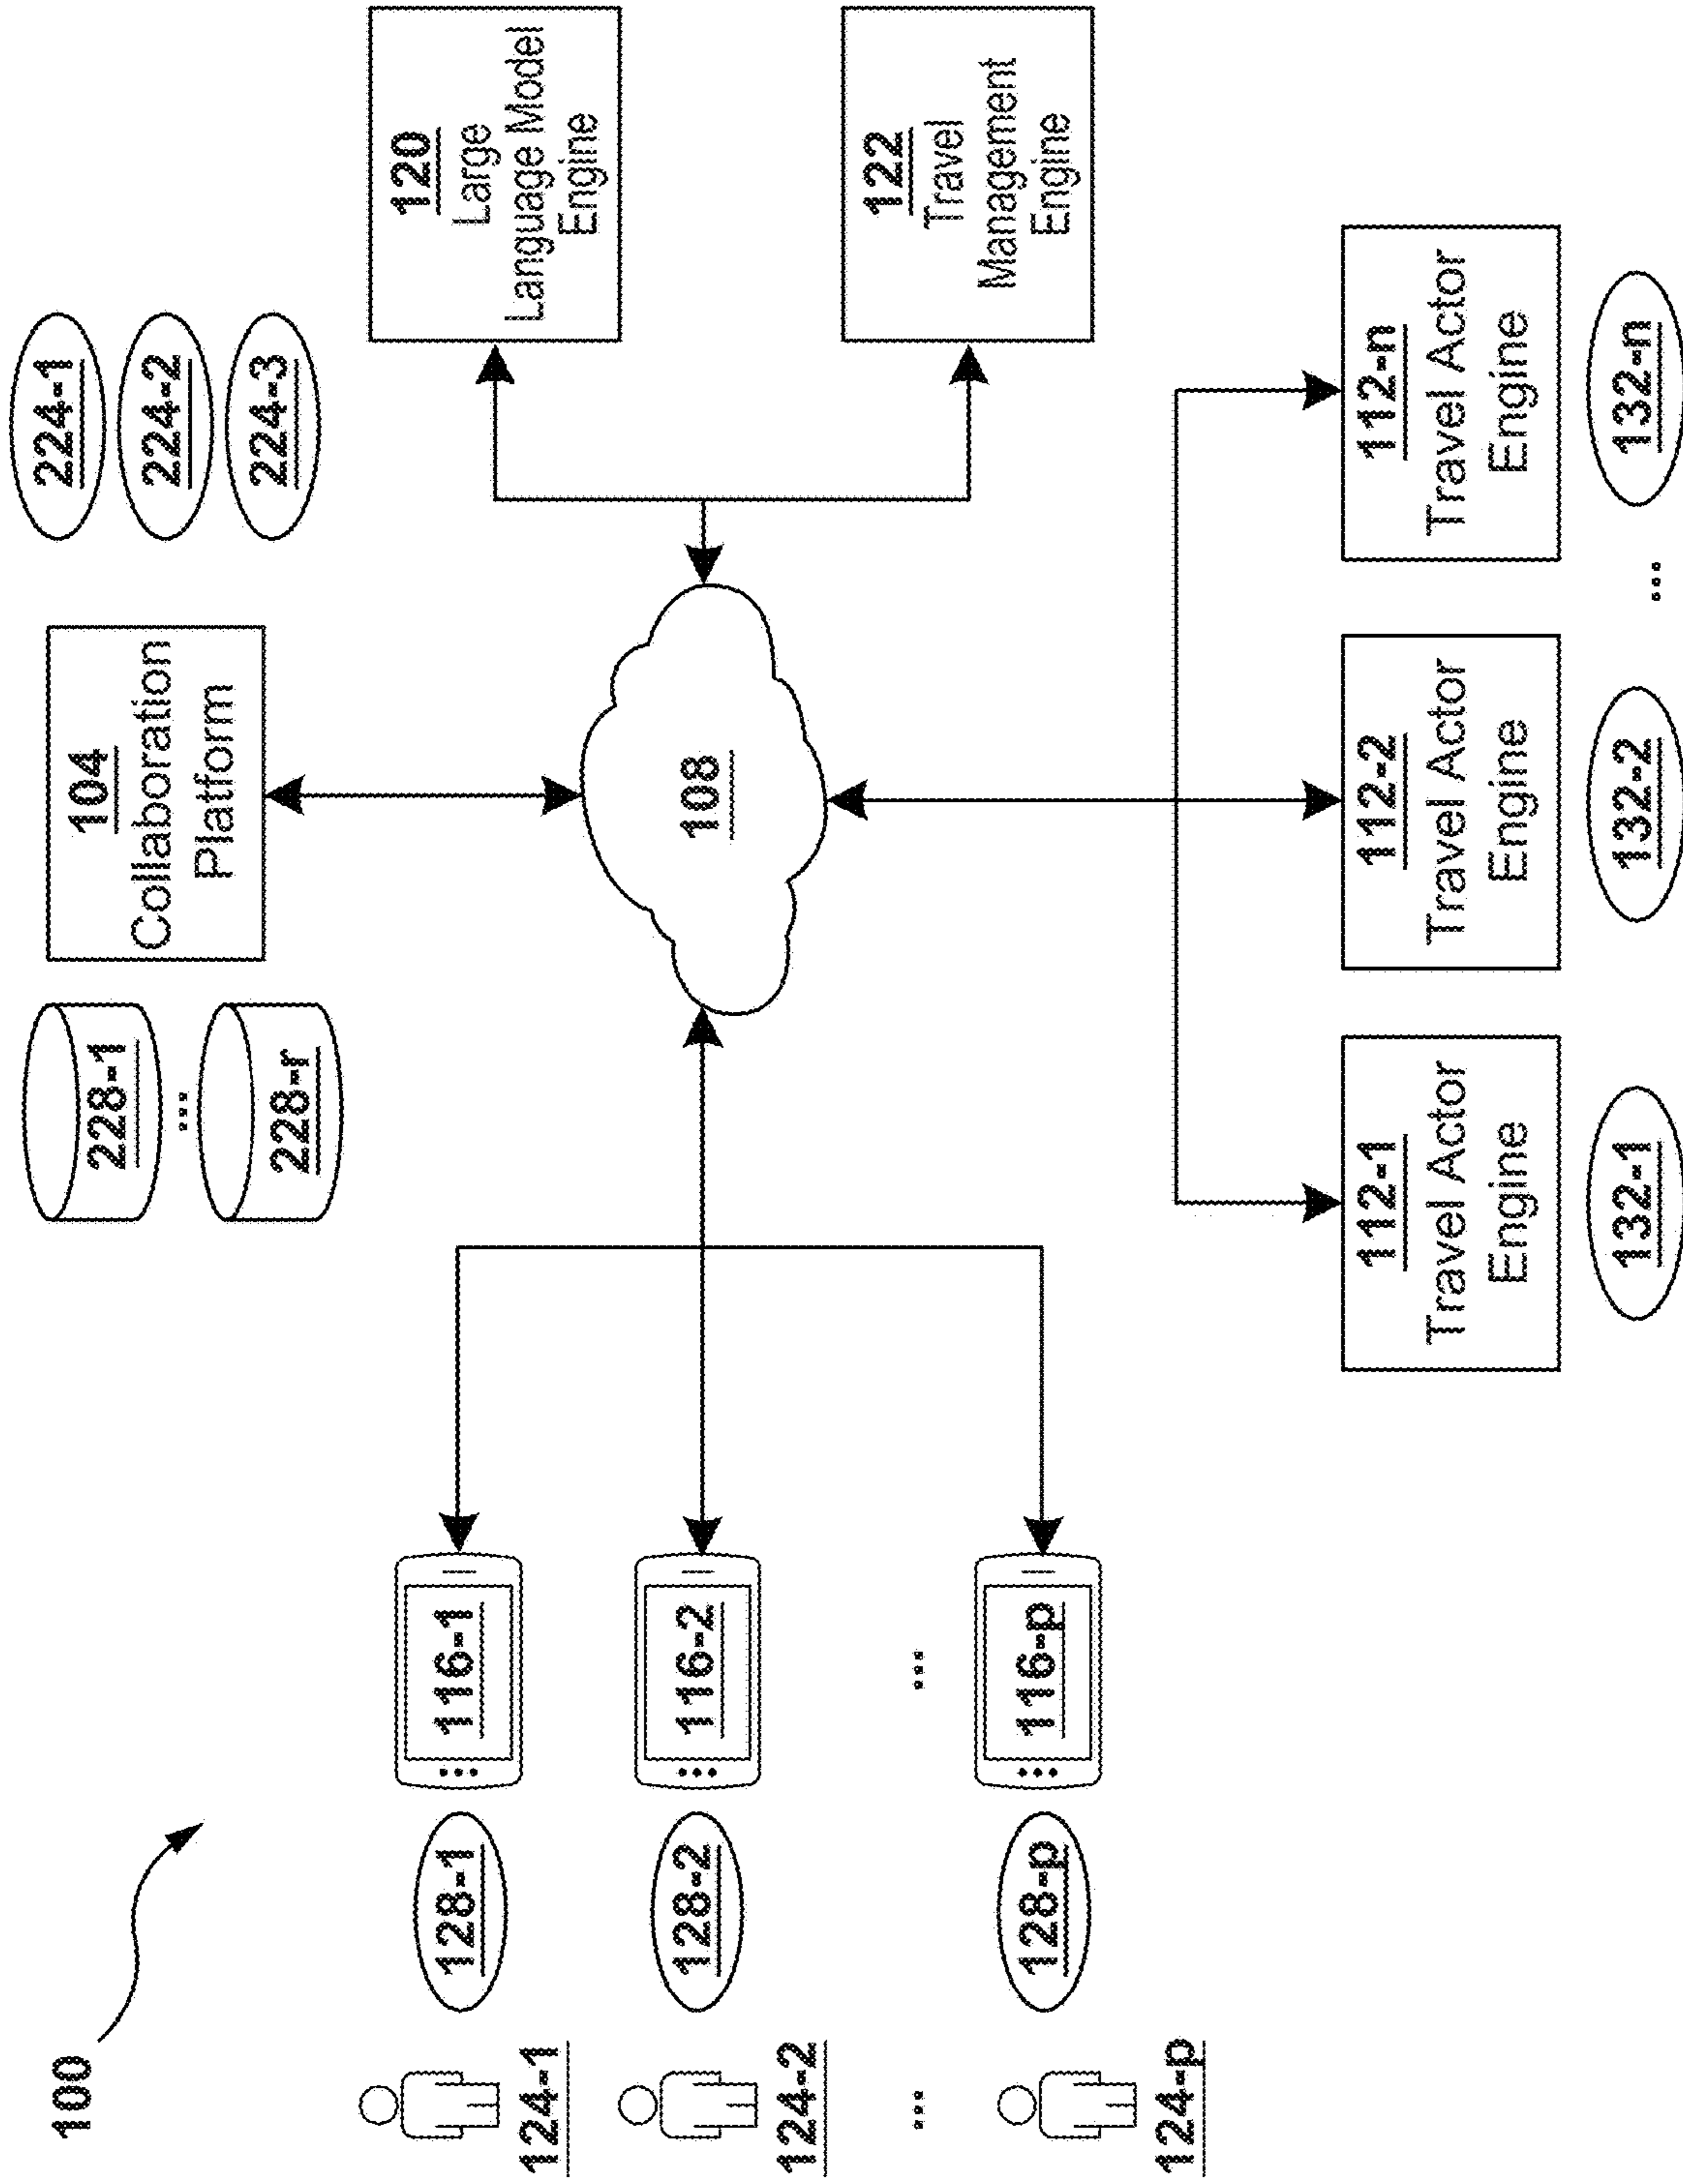 100
124-1
124-2
...
124-p
128-1
128-2
128-p
116-1
116-2
...
116-p
228-1
...
228-r
104
Collaboration
Platform
224-1
224-2
224-3
108
120
Large
Language Model
Engine
122
Travel
Management
Engine
112-1
Travel Actor
Engine
132-1
112-2
Travel Actor
Engine
132-2
...
112-n
Travel Actor
Engine
132-n